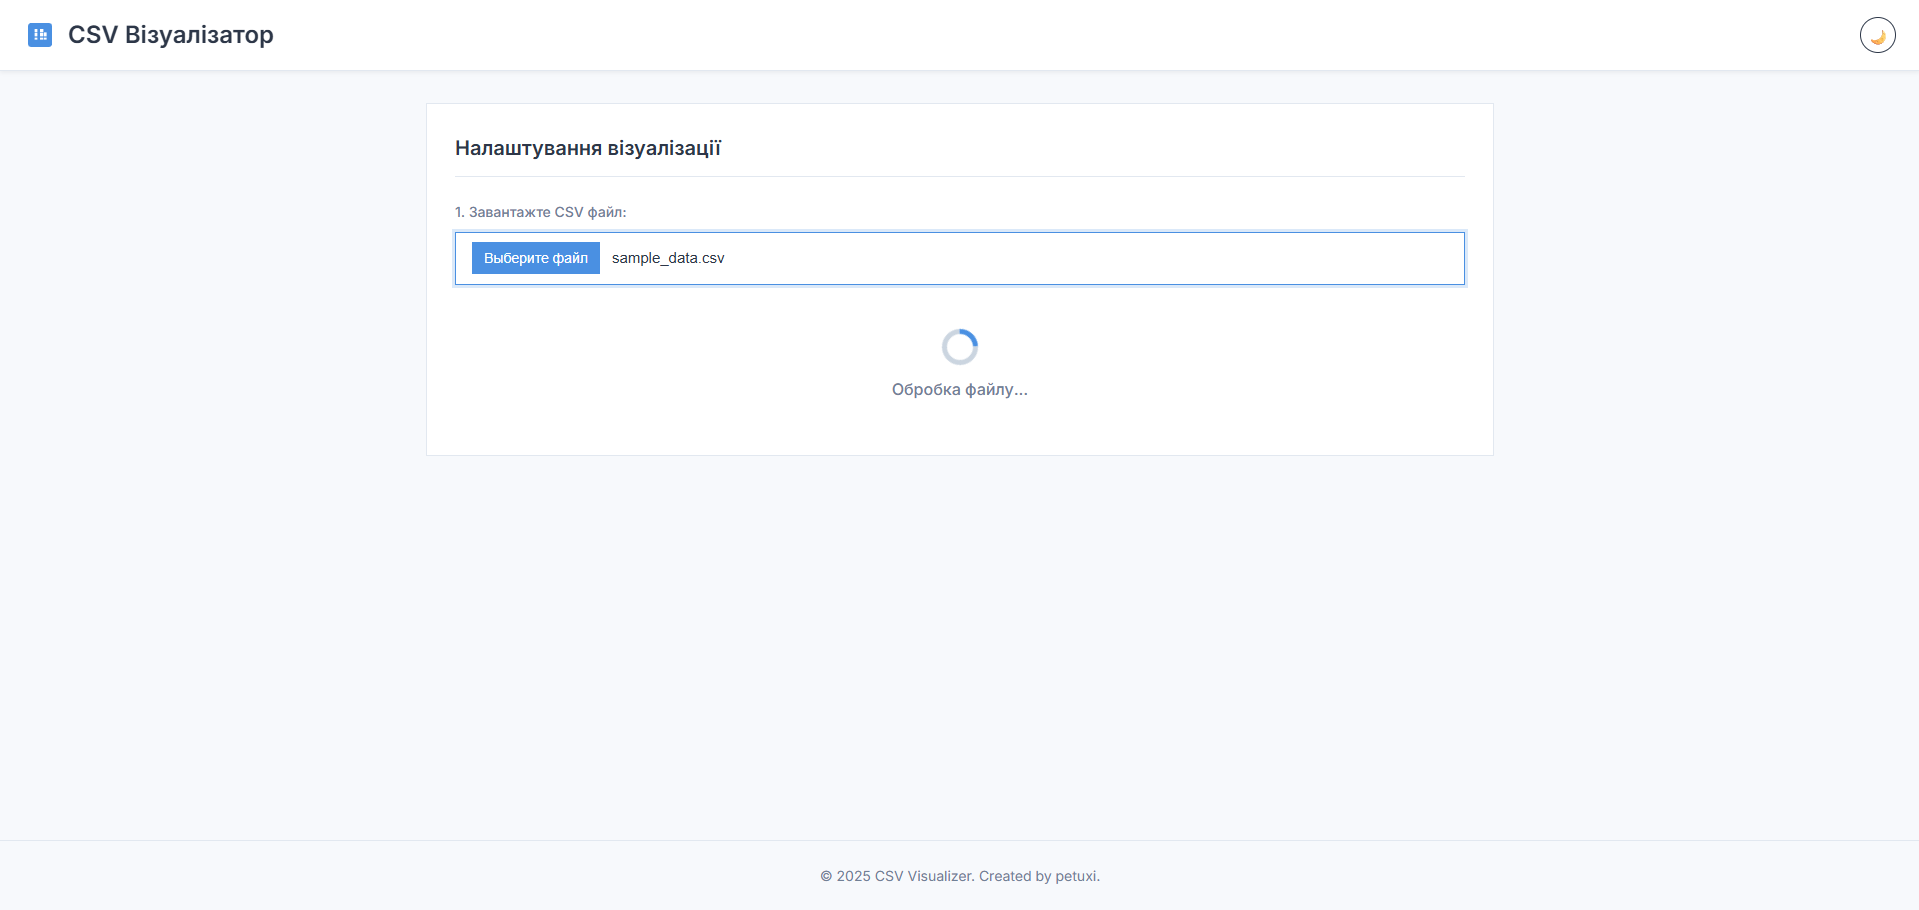 CSV Візуалізатор
Налаштування візуалізації
1. Завантажте CSV файл:
Выберите файл sample_data.csv
Обробка файлу...
© 2025 CSV Visualizer. Created by petuxi.